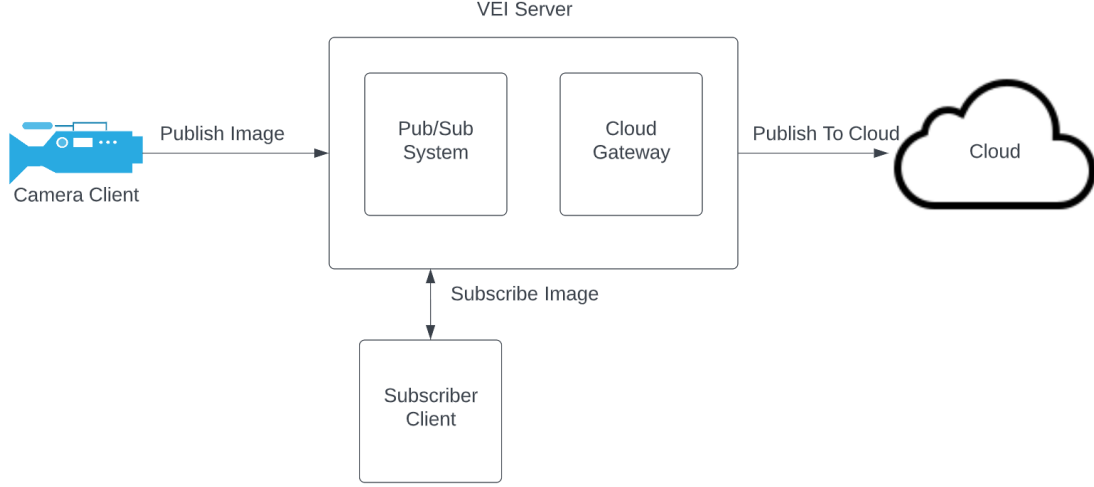 VEI Server
Publish Image
Pub/Sub
System
Cloud
Gateway
Publish To Cloud
Cloud
Camera Client
Subscribe Image
Subscriber
Client